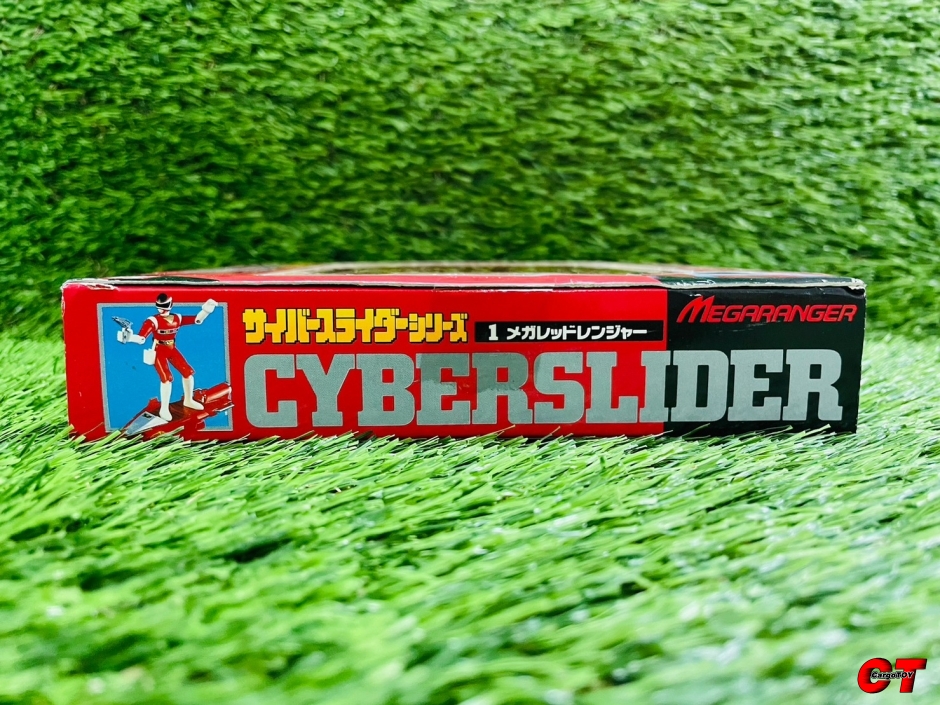 サイバースライダーシリーズ
1 メガレッドレンジャー
MEGARANGER
CYBERSLIDER
CT
CargoTOY